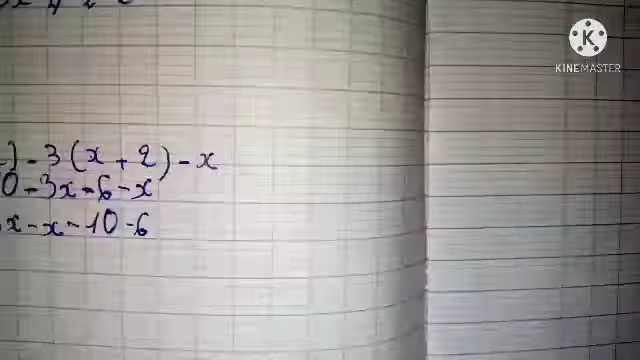 ) - 3(x + 2) - x
0 - 3x - 6 - x
x - x - 10 - 6
KINEMASTER